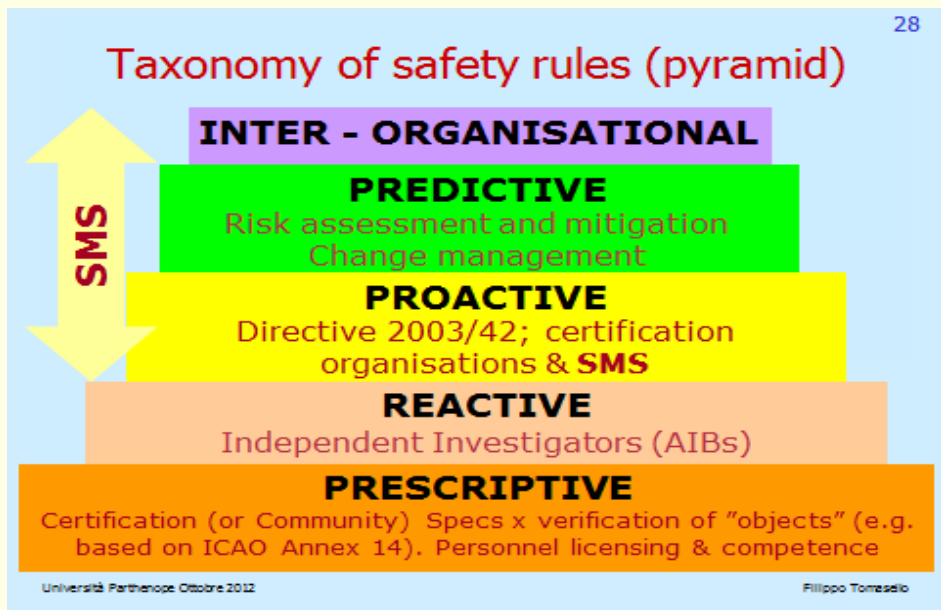 28
Taxonomy of safety rules (pyramid)
INTER - ORGANISATIONAL
PREDICTIVE
Risk assessment and mitigation
Change management
SMS
PROACTIVE
Directive 2003/42; certification
organisations & SMS
REACTIVE
Independent Investigators (AIBs)
PRESCRIPTIVE
Certification (or Community) Specs x verification of ”objects” (e.g.
based on ICAO Annex 14). Personnel licensing & competence
Università Parthenope Ottobre 2012
Filippo Tomasello